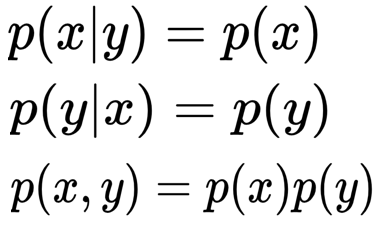 p(x|y) = p(x)
p(y|x) = p(y)
p(x, y) = p(x)p(y)